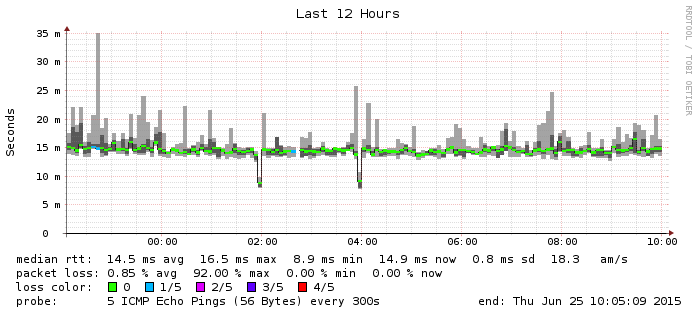 Last 12 Hours
RRDTOOL / TOBI OETIKER
Seconds
35 m
30 m
25 m
20 m
15 m
10 m
5 m
0
00:00 02:00 04:00 06:00 08:00 10:00
median rtt: 14.5 ms avg 16.5 ms max 8.9 ms min 14.9 ms now 0.8 ms sd 18.3 am/s
packet loss: 0.85 % avg 92.00 % max 0.00 % min 0.00 % now
loss color: 0 1/5 2/5 3/5 4/5
probe: 5 ICMP Echo Pings (56 Bytes) every 300s end: Thu Jun 25 10:05:09 2015